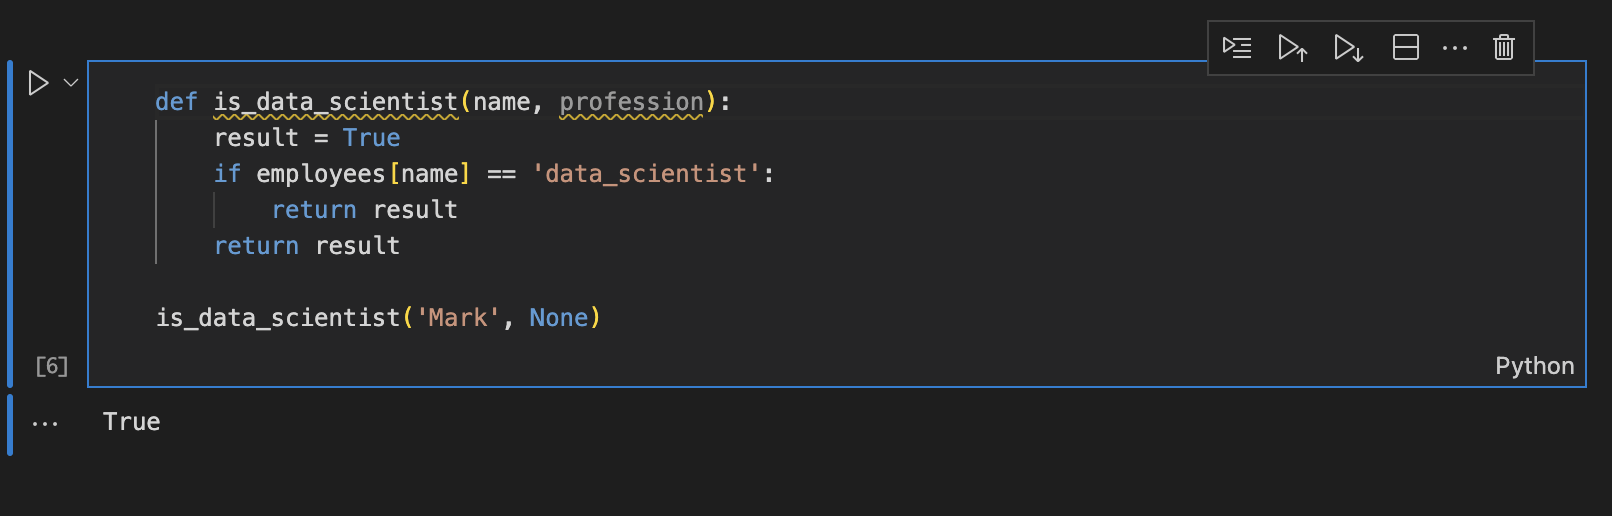 def is_data_scientist(name, profession):
    result = True
    if employees[name] == 'data_scientist':
        return result
    return result

is_data_scientist('Mark', None)
[6]
Python
True